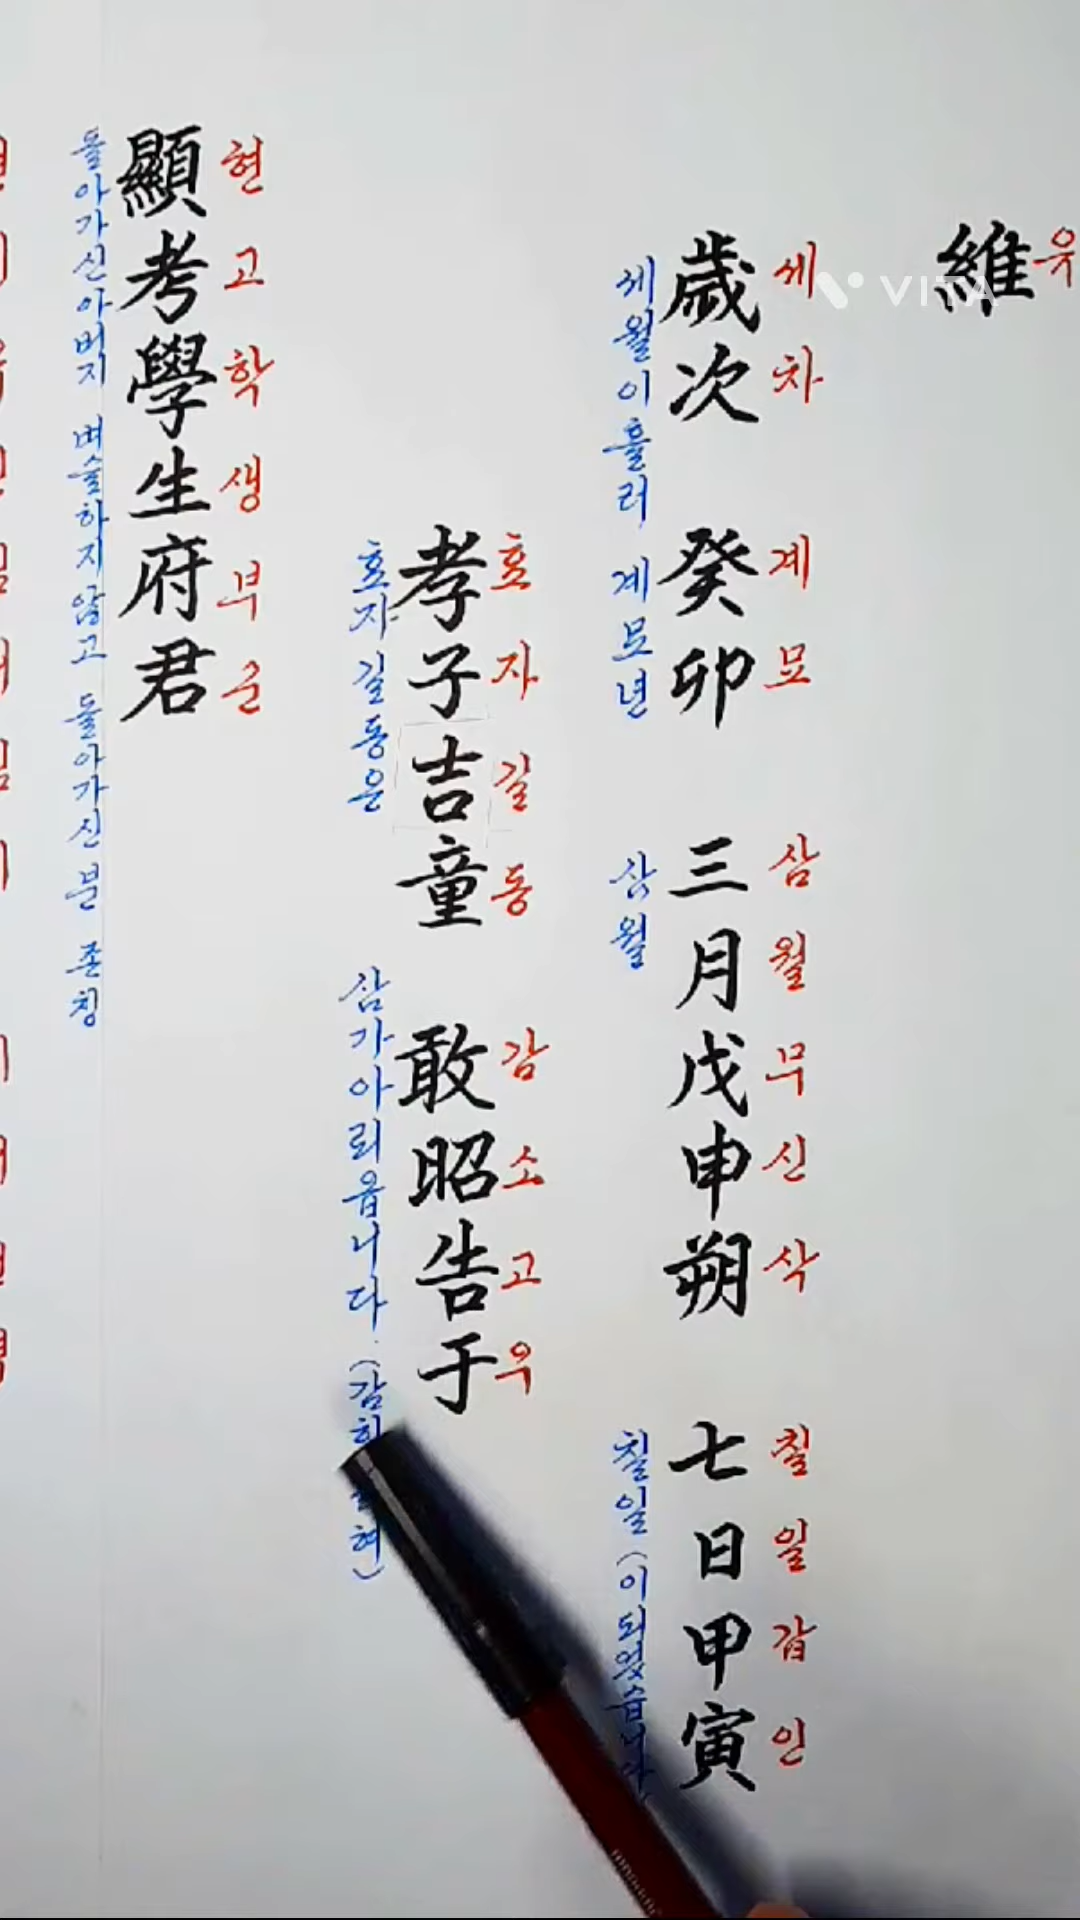 維
유
歲次 癸卯 三月戊申朔 七日甲寅
세차 계묘 삼월무신삭 칠일갑인
세월이흘러 계묘년 삼월 칠일(이되었습니다)
孝子吉童 敢昭告于
효자길동 감소고우
효자길동은 삼가아뢰옵니다.(감히
顯考學生府君
현고학생부군
돌아가신아버지 벼슬하지않고 돌아가신분 존칭
VITA